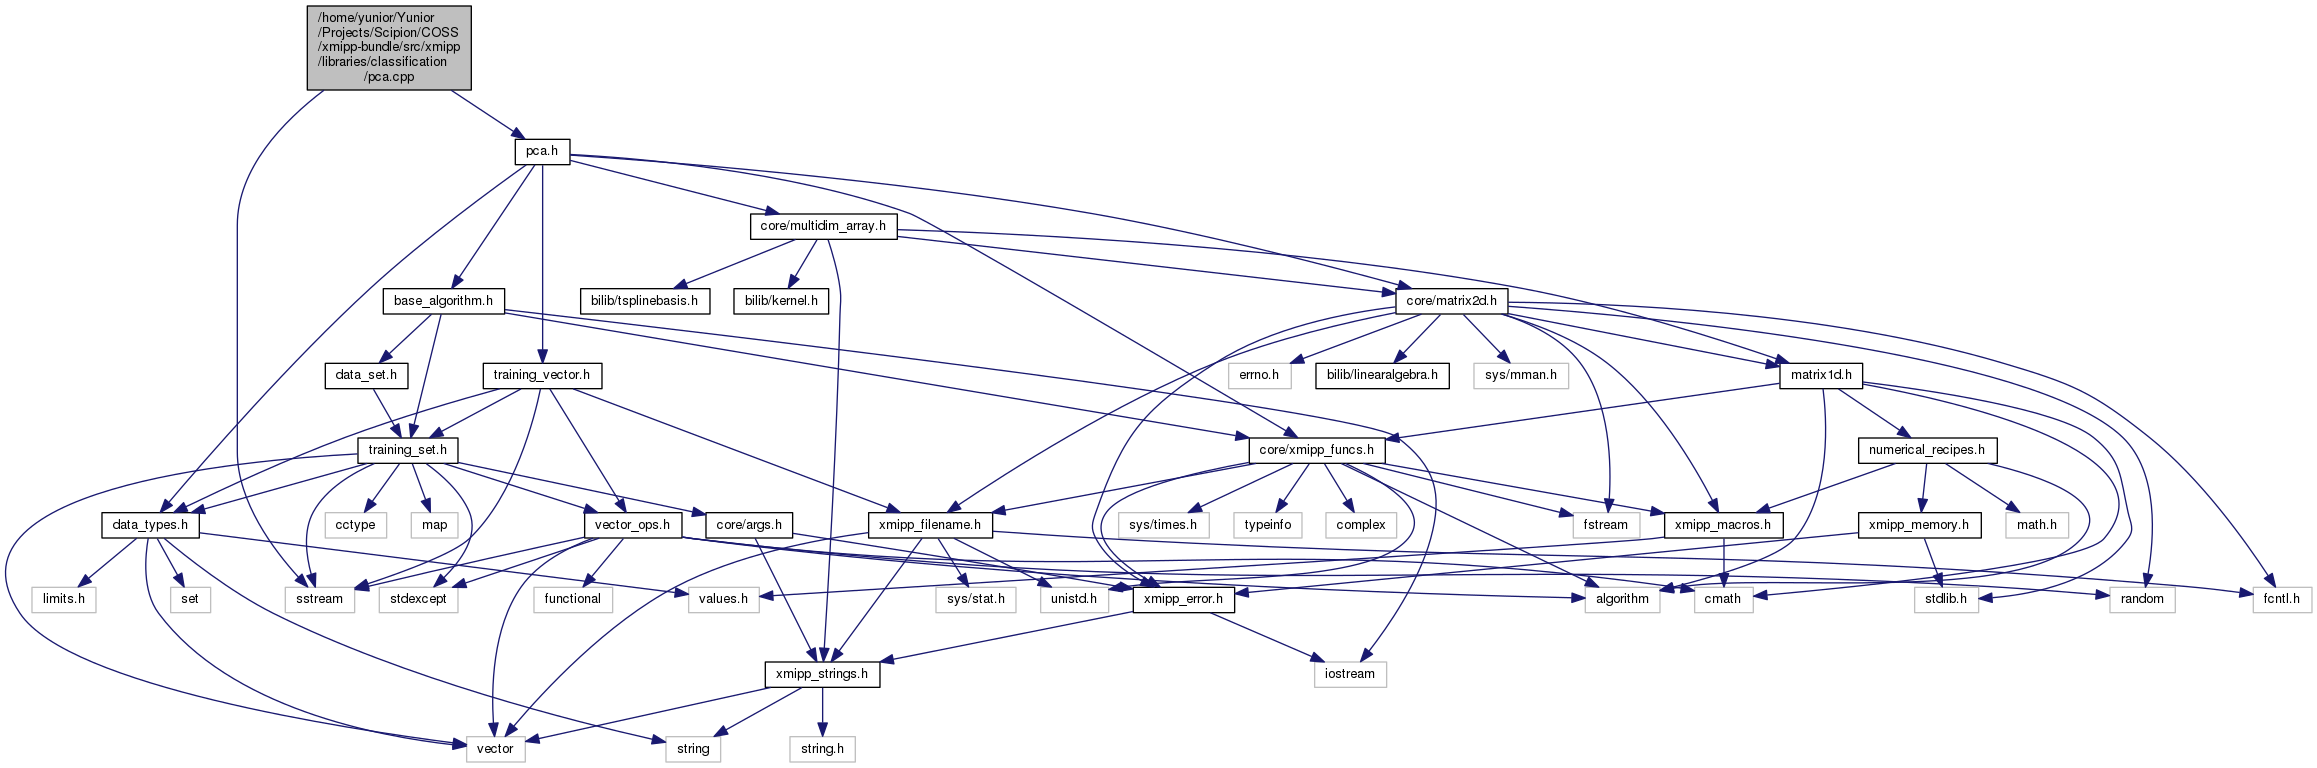 /home/yunior/Yunior
/Projects/Scipion/COSS
/xmipp-bundle/src/xmipp
/libraries/classification
/pca.cpp
pca.h
core/multidim_array.h
base_algorithm.h
bilib/tsplinebasis.h
bilib/kernel.h
core/matrix2d.h
data_set.h
training_vector.h
errno.h
bilib/linearalgebra.h
sys/mman.h
matrix1d.h
training_set.h
core/xmipp_funcs.h
numerical_recipes.h
data_types.h
cctype
map
vector_ops.h
core/args.h
xmipp_filename.h
sys/times.h
typeinfo
complex
fstream
xmipp_macros.h
xmipp_memory.h
math.h
limits.h
set
sstream
stdexcept
functional
values.h
sys/stat.h
unistd.h
xmipp_error.h
algorithm
cmath
stdlib.h
random
fcntl.h
xmipp_strings.h
iostream
vector
string
string.h